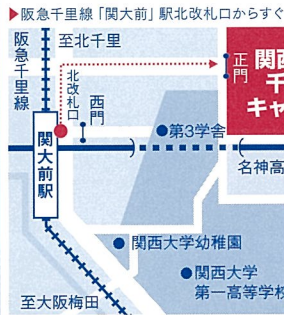 ▶阪急千里線「関大前」駅北改札口からすぐ
阪急千里線
至北千里
北改札口
西門
正門
関西
千
キャ
●第3学舎
関大前駅
名神高
●関西大学幼稚園
●関西大学
第一高等学校
至大阪梅田